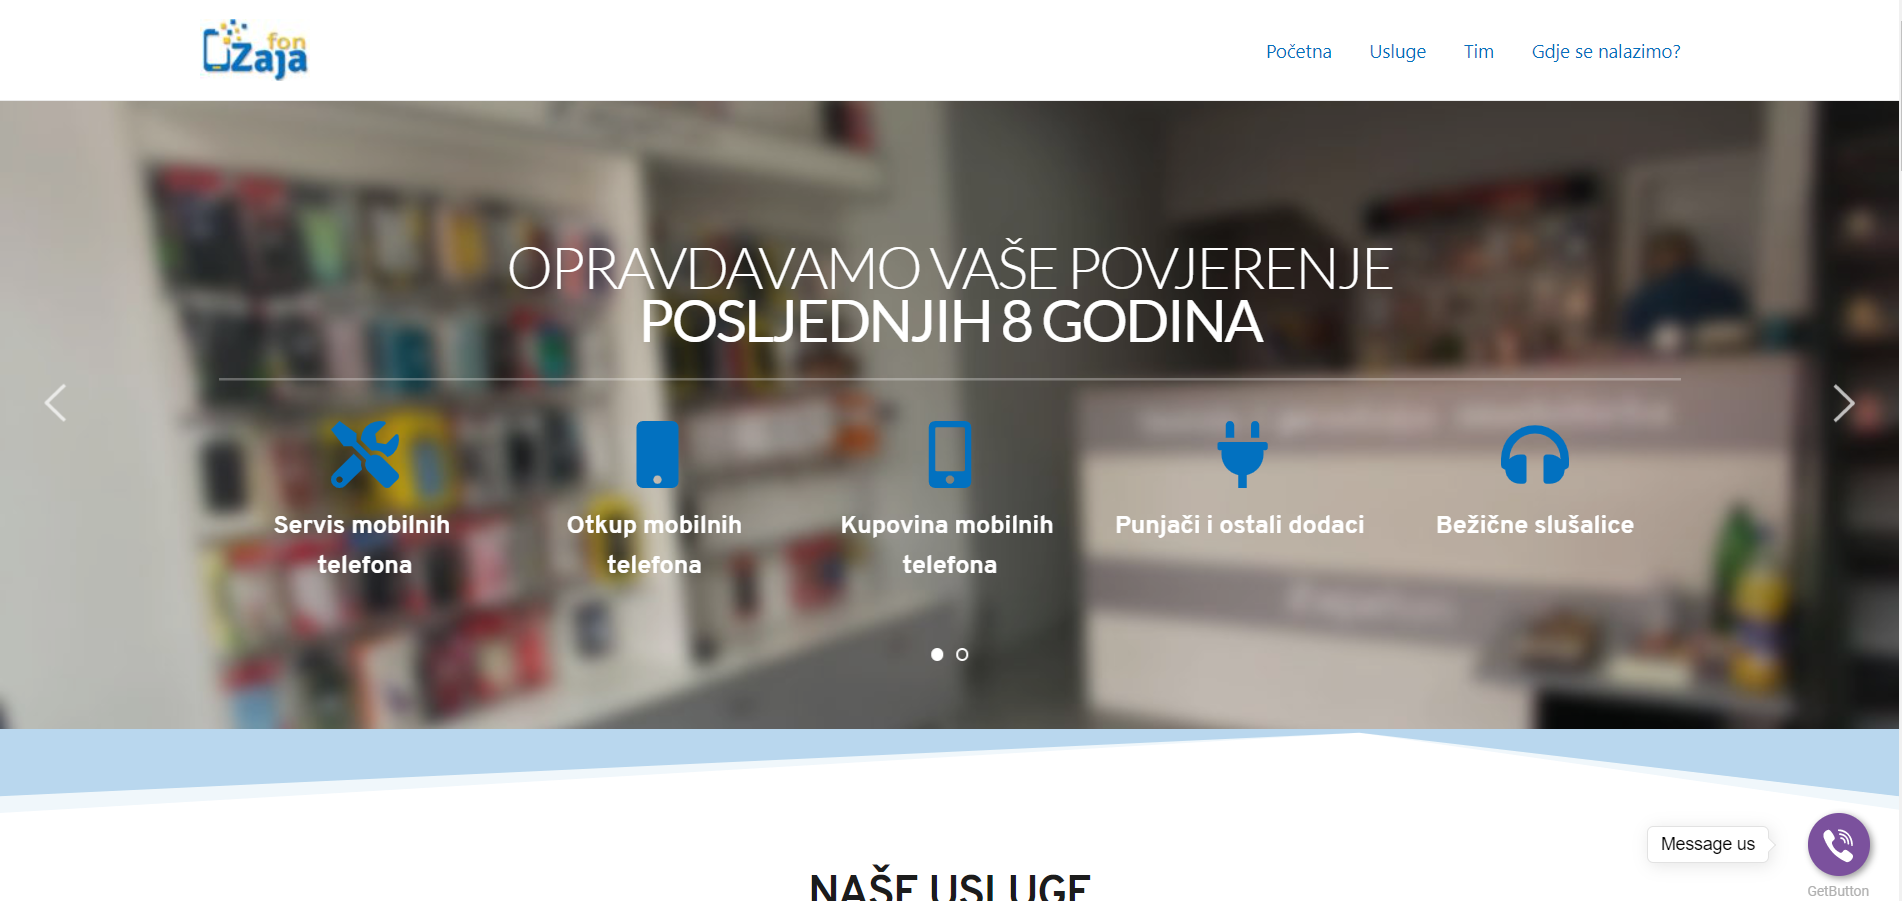 fon
Zaja
Početna
Usluge
Tim
Gdje se nalazimo?
OPRAVDAVAMO VAŠE POVJERENJE
POSLJEDNJIH 8 GODINA
Servis mobilnih
telefona
Otkup mobilnih
telefona
Kupovina mobilnih
telefona
Punjači i ostali dodaci
Bežične slušalice
NAŠE USLUGE
Message us
GetButton